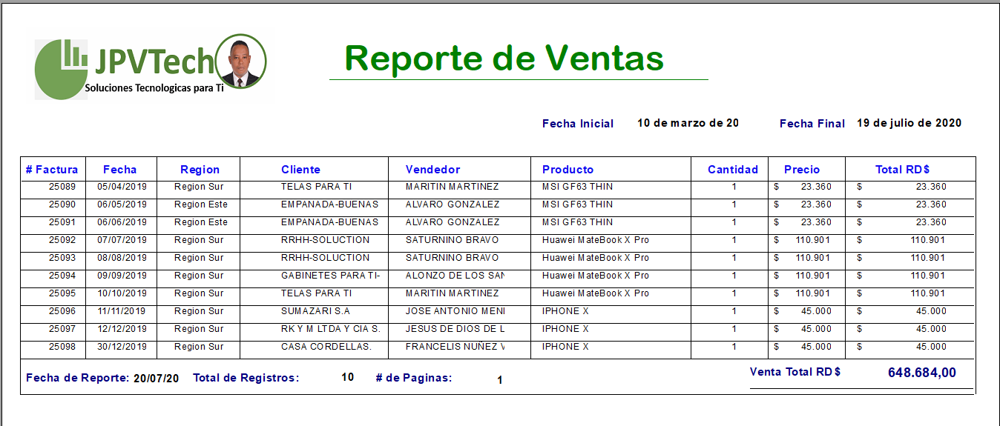 JPVTech
Soluciones Tecnologicas para Ti
Reporte de Ventas
Fecha Inicial 10 de marzo de 20 Fecha Final 19 de julio de 2020
# Factura Fecha Region Cliente Vendedor Producto Cantidad Precio Total RD$
25089 05/04/2019 Region Sur TELAS PARA TI MARITIN MARTINEZ MSI GF63 THIN 1 $ 23.360 $ 23.360
25090 06/05/2019 Region Este EMPANADA-BUENAS ALVARO GONZALEZ MSI GF63 THIN 1 $ 23.360 $ 23.360
25091 06/06/2019 Region Este EMPANADA-BUENAS ALVARO GONZALEZ MSI GF63 THIN 1 $ 23.360 $ 23.360
25092 07/07/2019 Region Sur RRHH-SOLUCTION SATURNINO BRAVO Huawei MateBook X Pro 1 $ 110.901 $ 110.901
25093 08/08/2019 Region Sur RRHH-SOLUCTION SATURNINO BRAVO Huawei MateBook X Pro 1 $ 110.901 $ 110.901
25094 09/09/2019 Region Sur GABINETES PARA TI- ALONZO DE LOS SAN Huawei MateBook X Pro 1 $ 110.901 $ 110.901
25095 10/10/2019 Region Sur TELAS PARA TI MARITIN MARTINEZ Huawei MateBook X Pro 1 $ 110.901 $ 110.901
25096 11/11/2019 Region Sur SUMAZARI S.A JOSE ANTONIO MEN IPHONE X 1 $ 45.000 $ 45.000
25097 12/12/2019 Region Sur RK Y M LTDA Y CIA S. JESUS DE DIOS DE L IPHONE X 1 $ 45.000 $ 45.000
25098 30/12/2019 Region Sur CASA CORDELLAS. FRANCELIS NUÑEZ V IPHONE X 1 $ 45.000 $ 45.000
Fecha de Reporte: 20/07/20 Total de Registros: 10 # de Paginas: 1 Venta Total RD$ 648.684,00